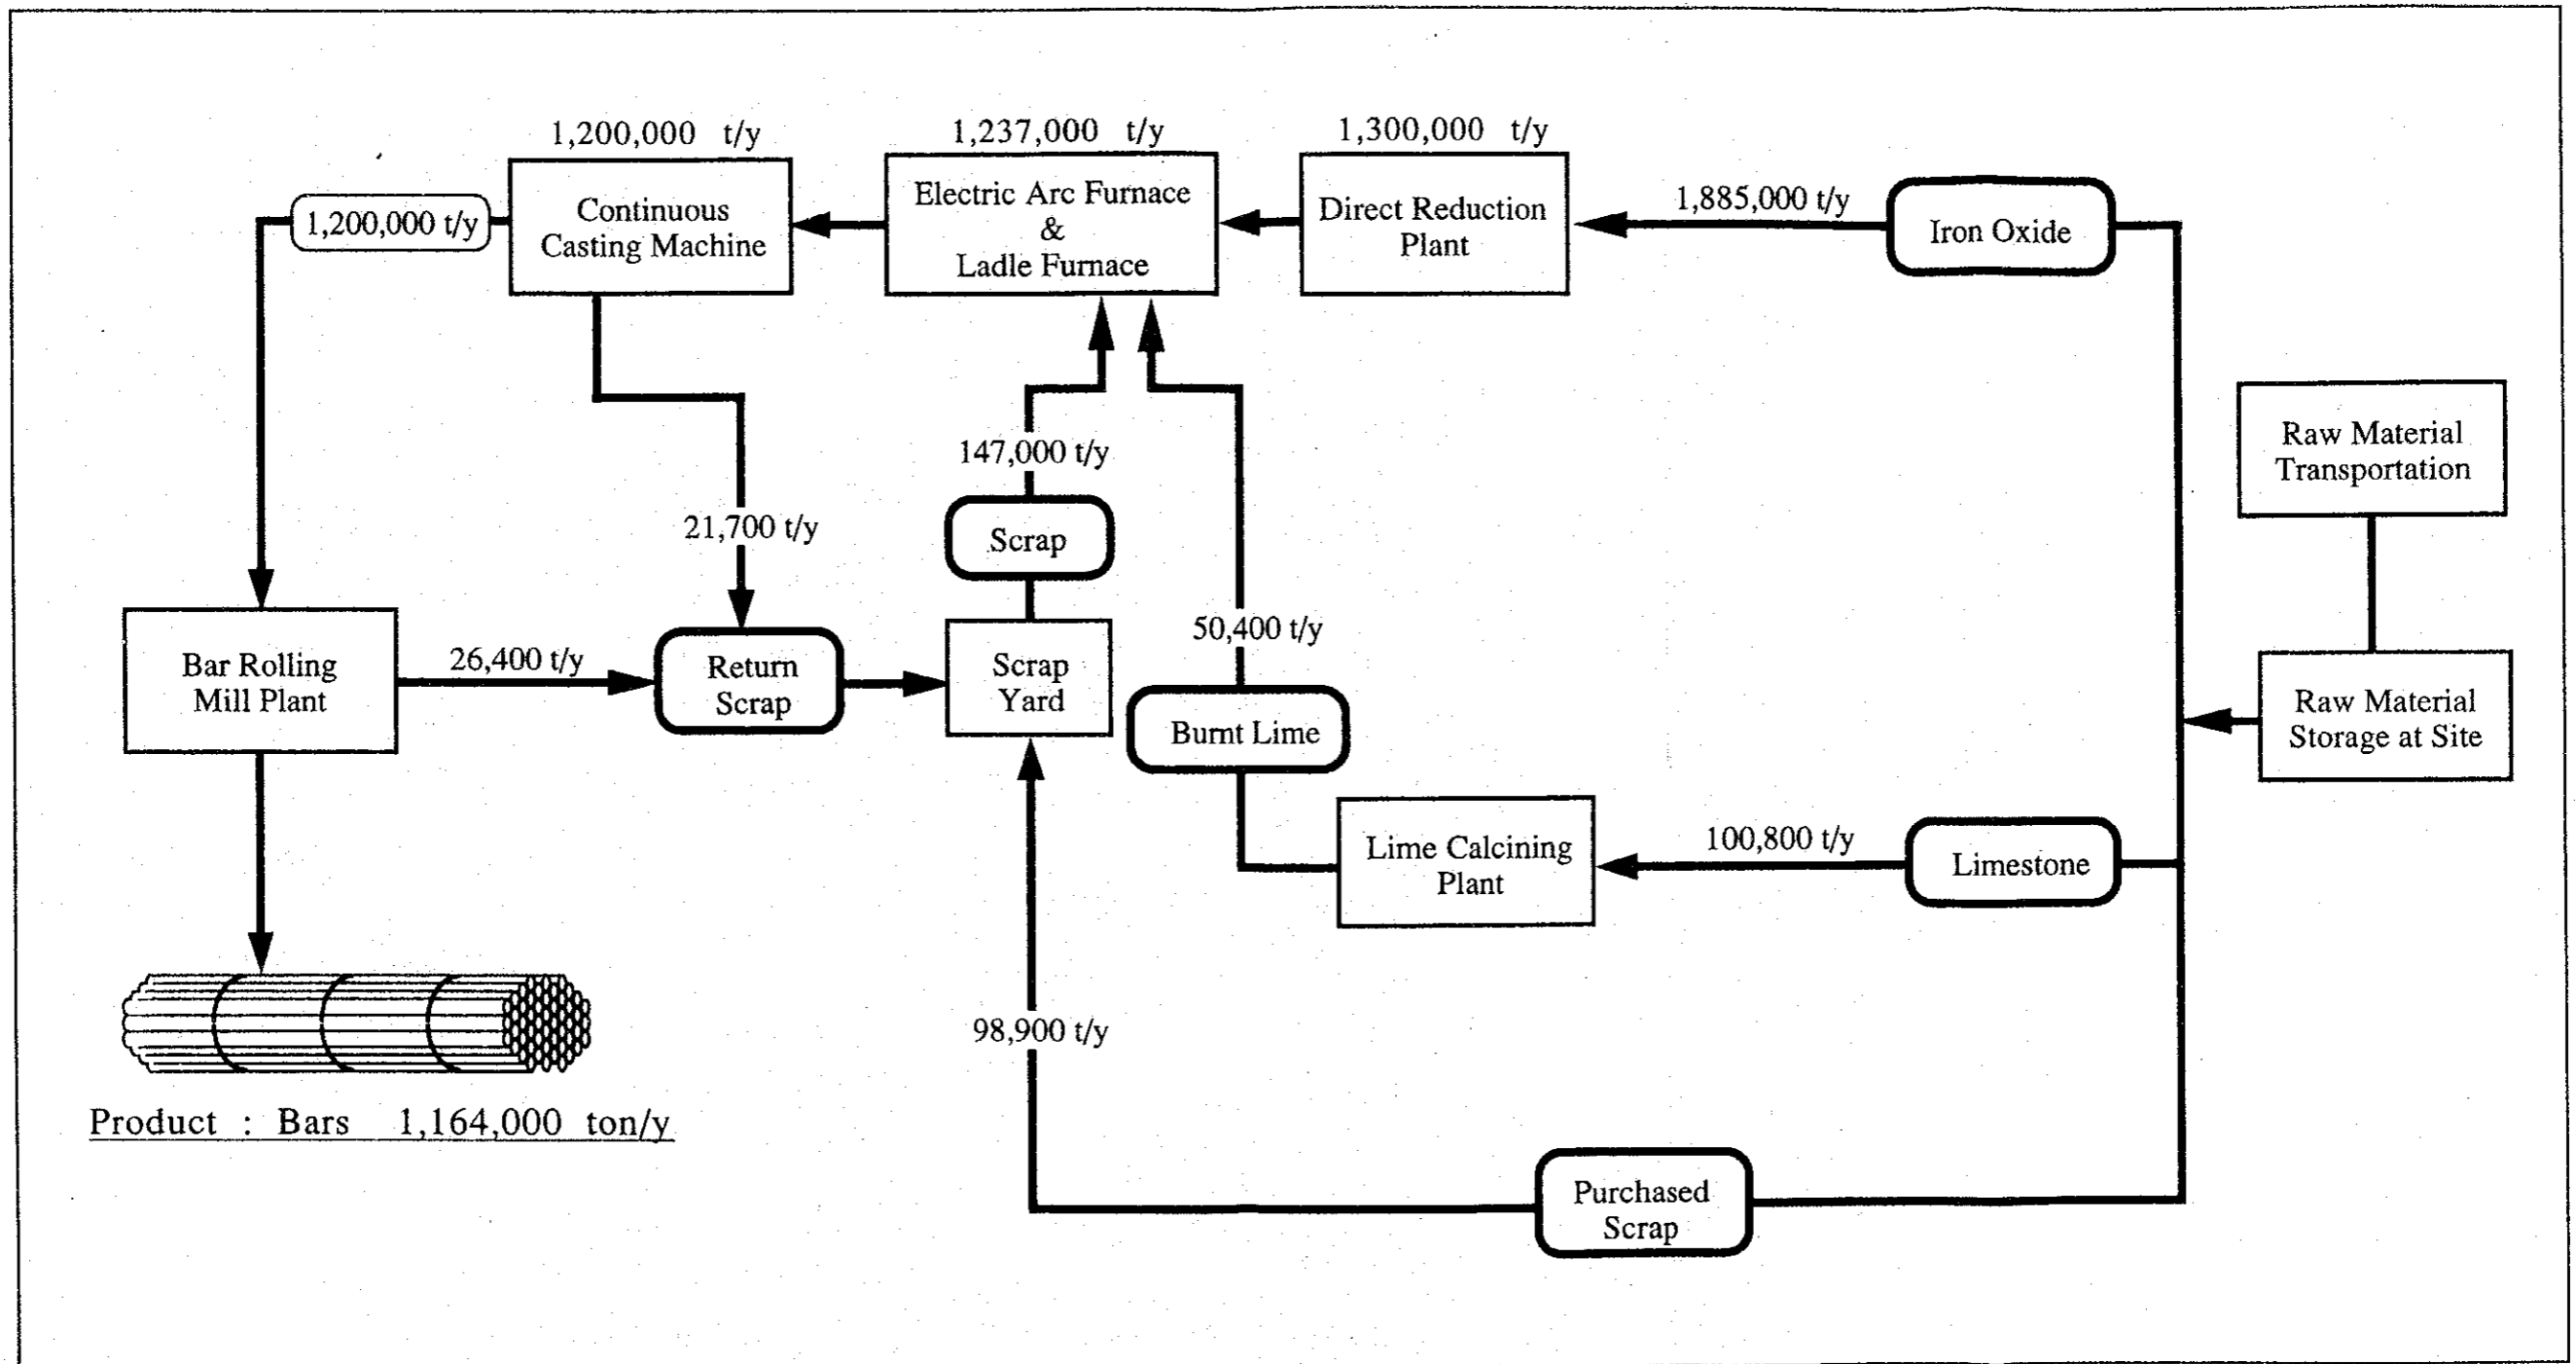 1,200,000 t/y
1,237,000 t/y
1,300,000 t/y
1,200,000 t/y
Continuous
Casting Machine
Electric Arc Furnace
&
Ladle Furnace
Direct Reduction
Plant
1,885,000 t/y
Iron Oxide
Raw Material
Transportation
147,000 t/y
21,700 t/y
Scrap
50,400 t/y
Bar Rolling
Mill Plant
26,400 t/y
Return
Scrap
Scrap
Yard
Burnt Lime
Raw Material
Storage at Site
Lime Calcining
Plant
100,800 t/y
Limestone
98,900 t/y
Product : Bars 1,164,000 ton/y
Purchased
Scrap